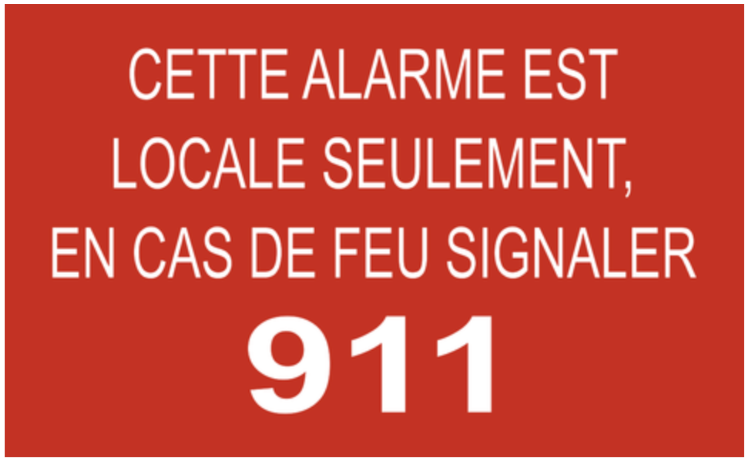 CETTE ALARME EST
LOCALE SEULEMENT,
EN CAS DE FEU SIGNALER
911